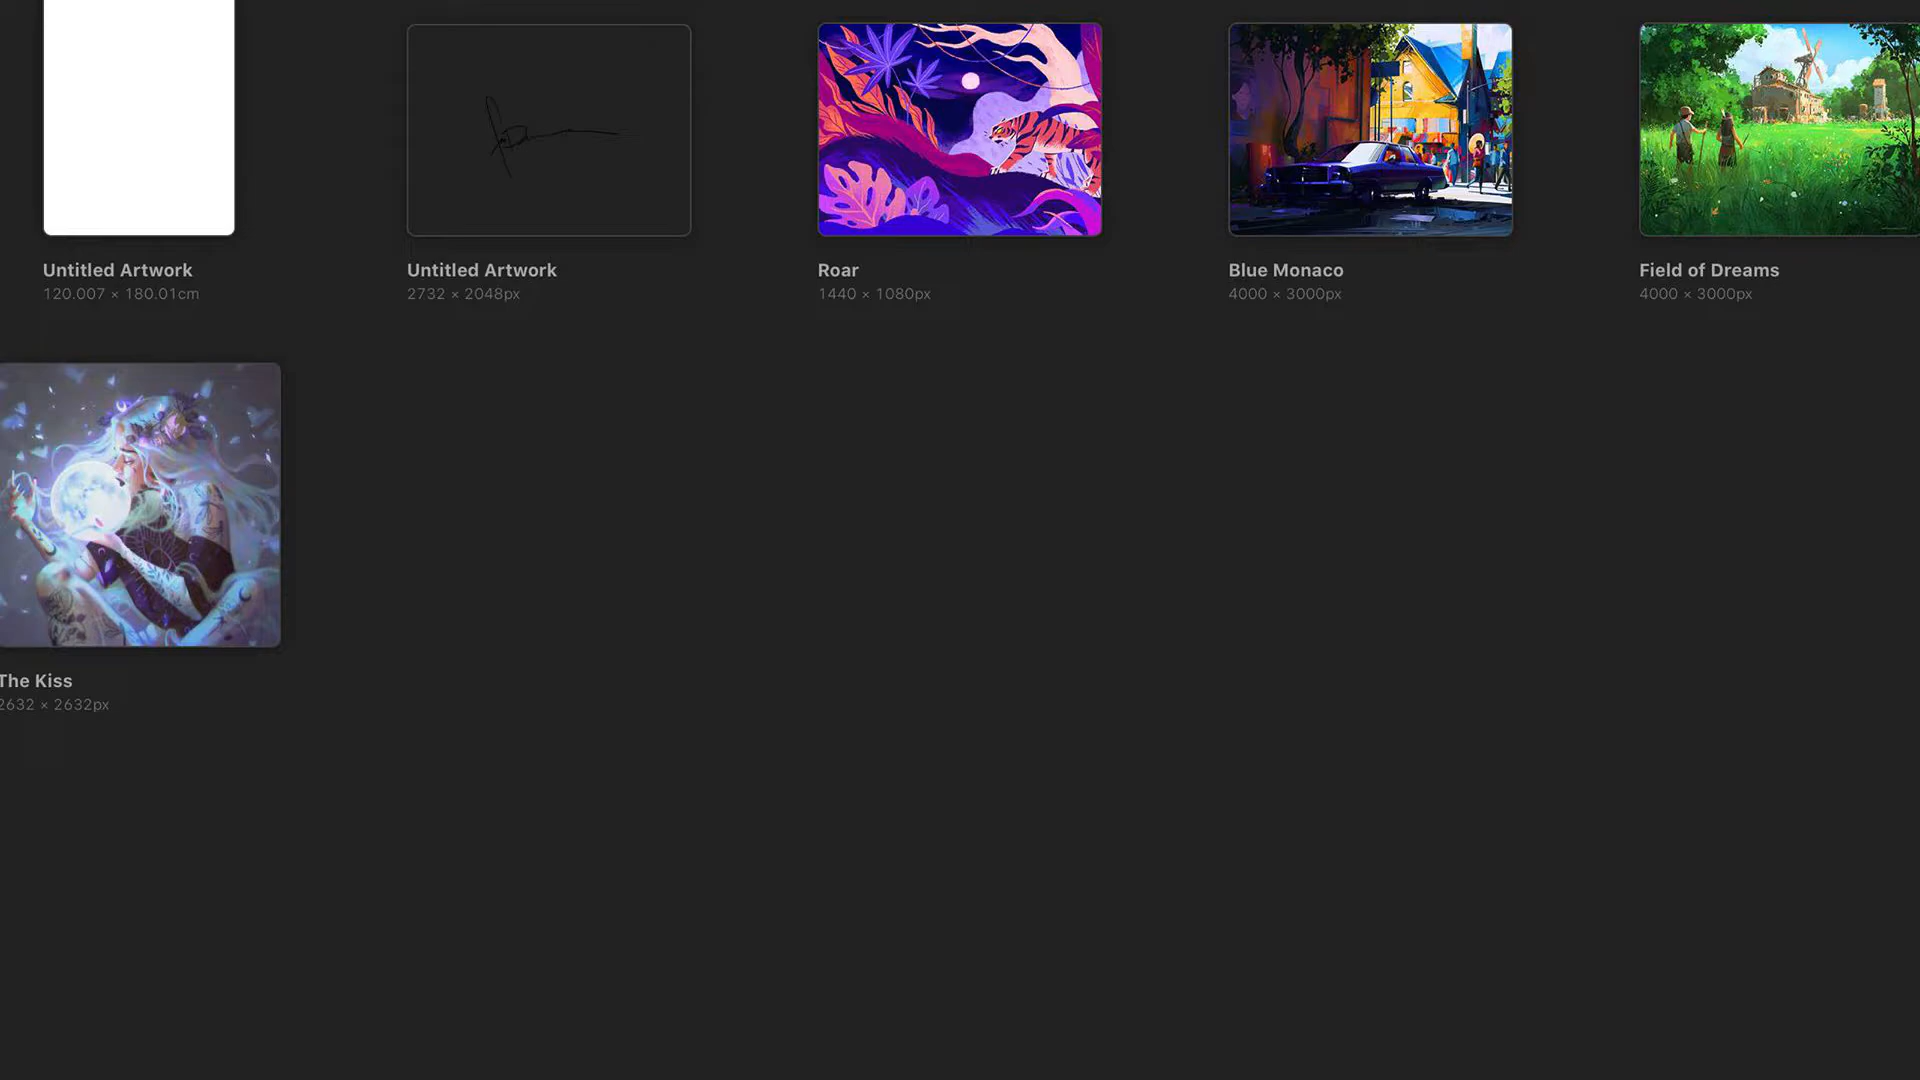 Untitled Artwork
120.007 × 180.01cm
Untitled Artwork
2732 × 2048px
Roar
1440 × 1080px
Blue Monaco
4000 × 3000px
Field of Dreams
4000 × 3000px
The Kiss
2632 × 2632px